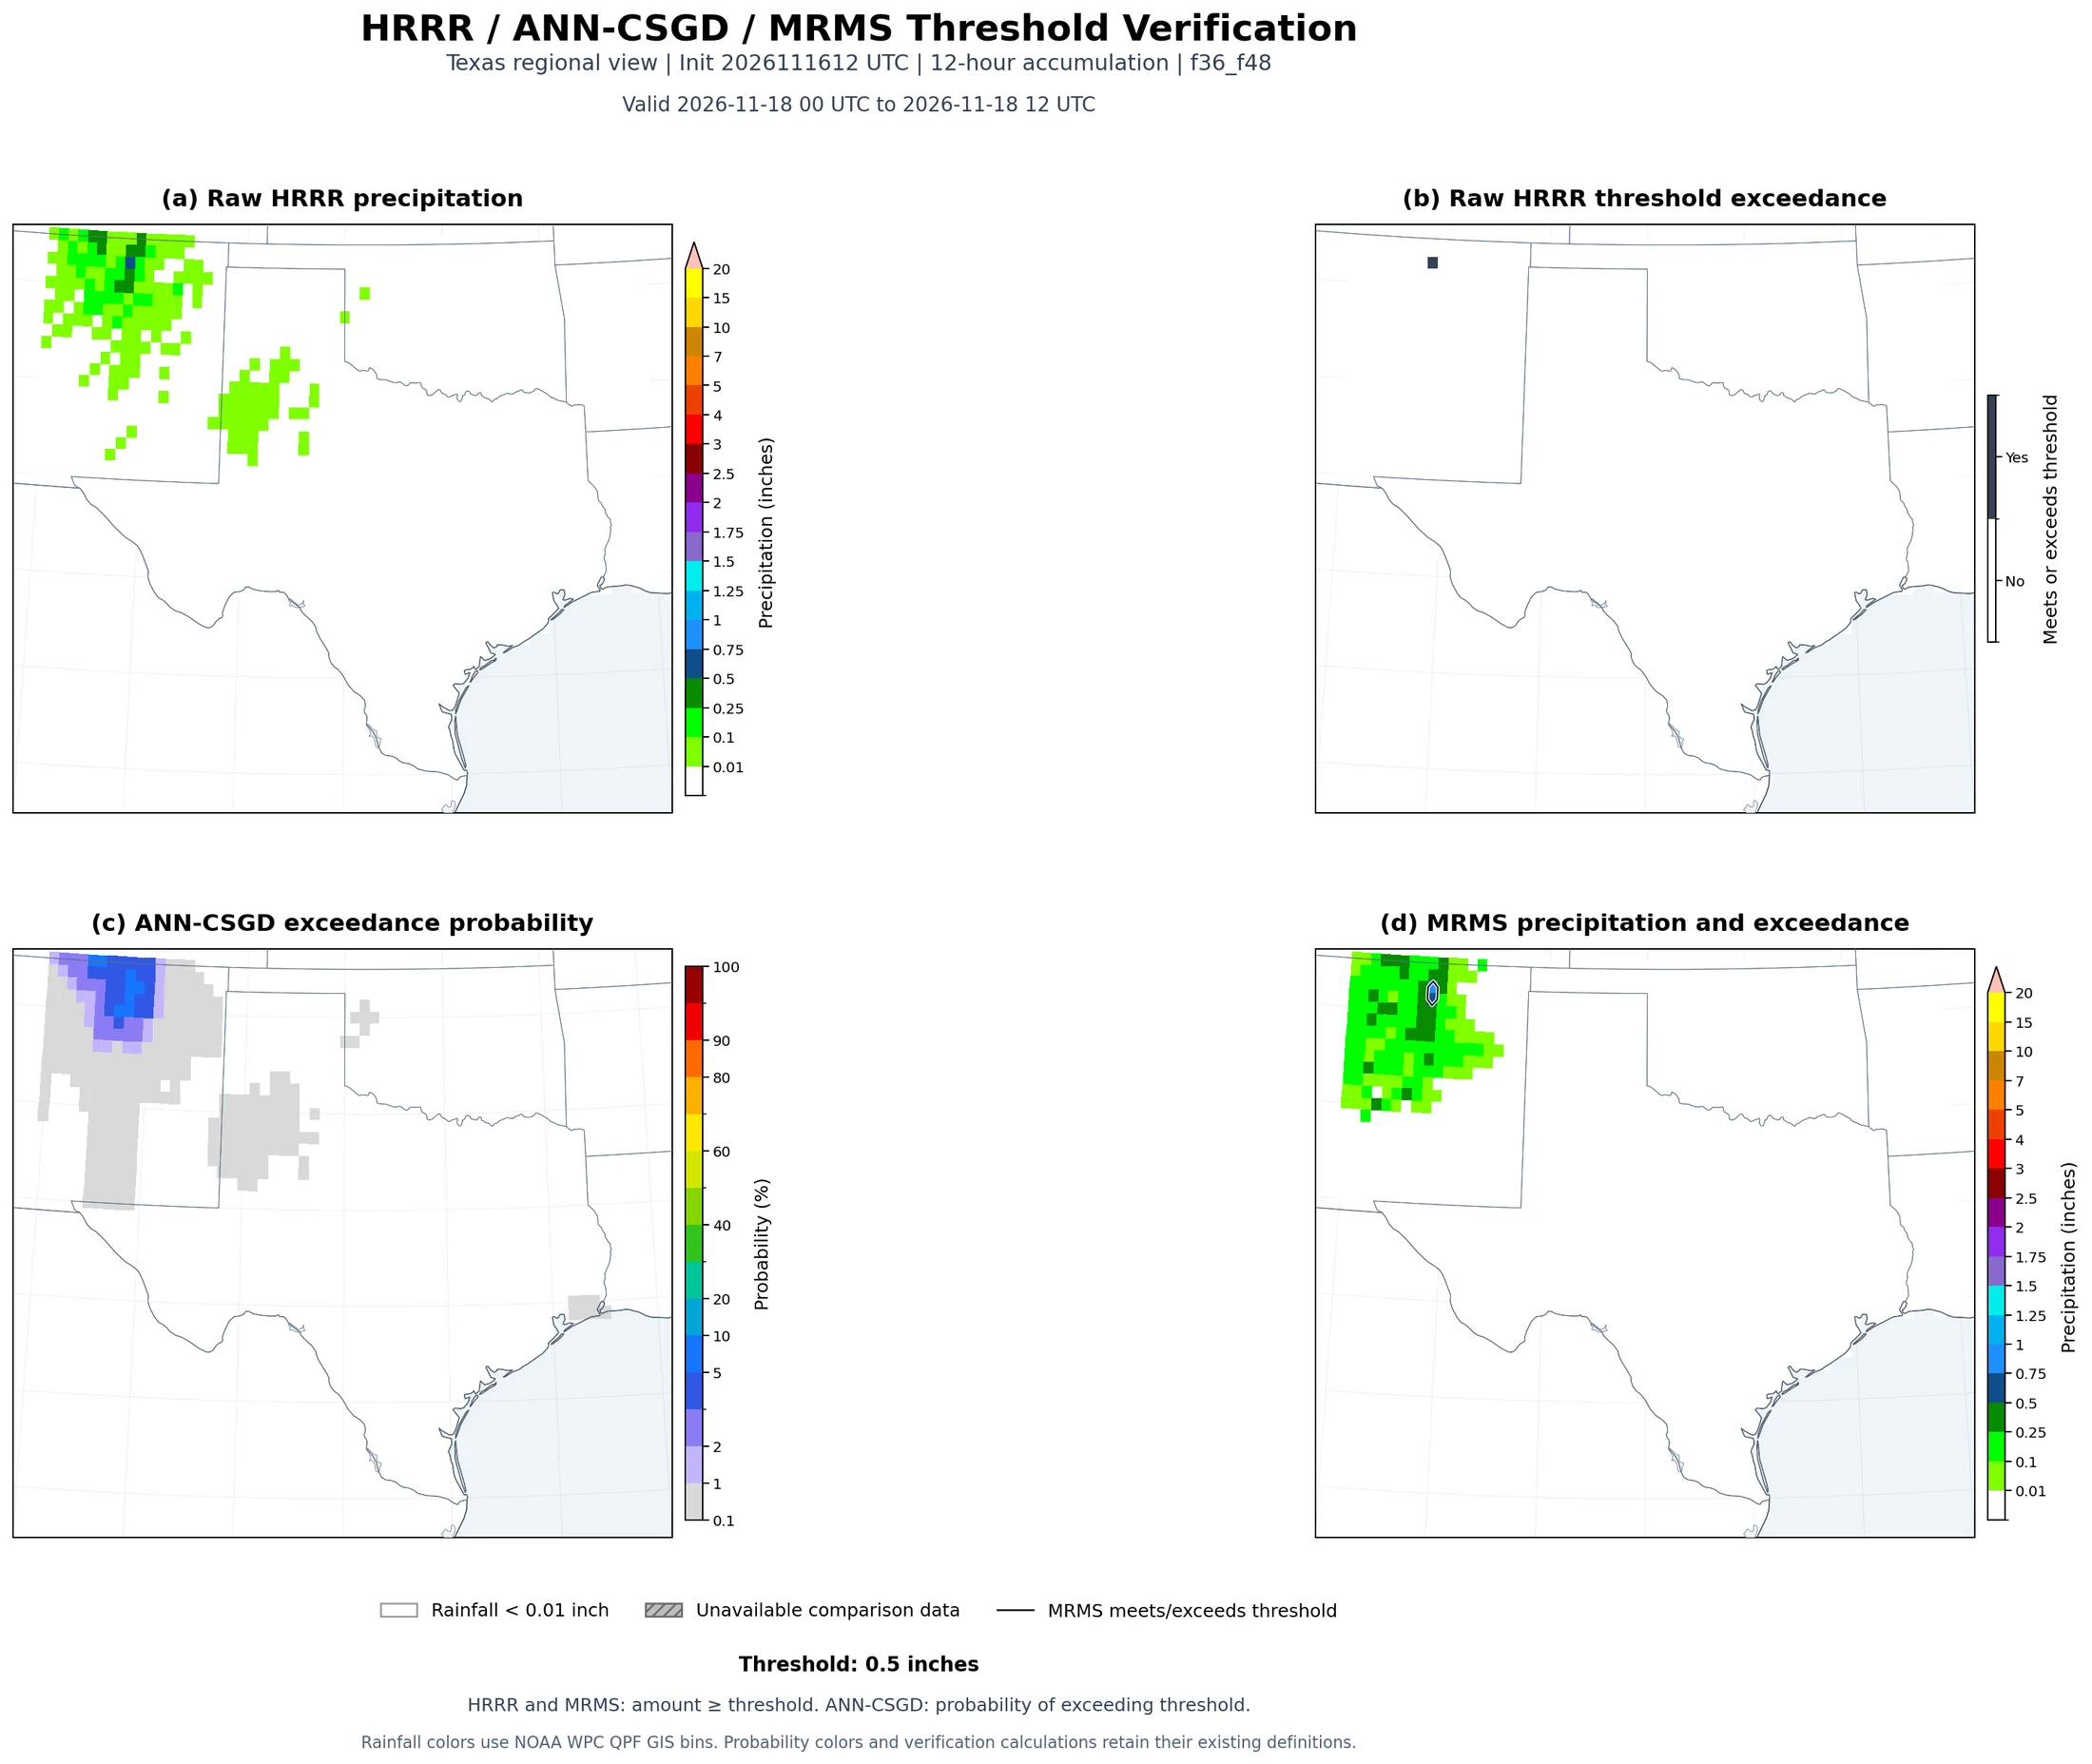 HRRR / ANN-CSGD / MRMS Threshold Verification
Texas regional view | Init 2026111612 UTC | 12-hour accumulation | f36_f48
Valid 2026-11-18 00 UTC to 2026-11-18 12 UTC
(a) Raw HRRR precipitation
20
15
10
7
5
4
3
2.5
2
1.75
1.5
1.25
1
0.75
0.5
0.25
0.1
0.01
Precipitation (inches)
(b) Raw HRRR threshold exceedance
Yes
No
Meets or exceeds threshold
(c) ANN-CSGD exceedance probability
100
90
80
60
40
20
10
5
2
1
0.1
Probability (%)
(d) MRMS precipitation and exceedance
20
15
10
7
5
4
3
2.5
2
1.75
1.5
1.25
1
0.75
0.5
0.25
0.1
0.01
Precipitation (inches)
Rainfall < 0.01 inch
Unavailable comparison data
MRMS meets/exceeds threshold
Threshold: 0.5 inches
HRRR and MRMS: amount ≥ threshold. ANN-CSGD: probability of exceeding threshold.
Rainfall colors use NOAA WPC QPF GIS bins. Probability colors and verification calculations retain their existing definitions.